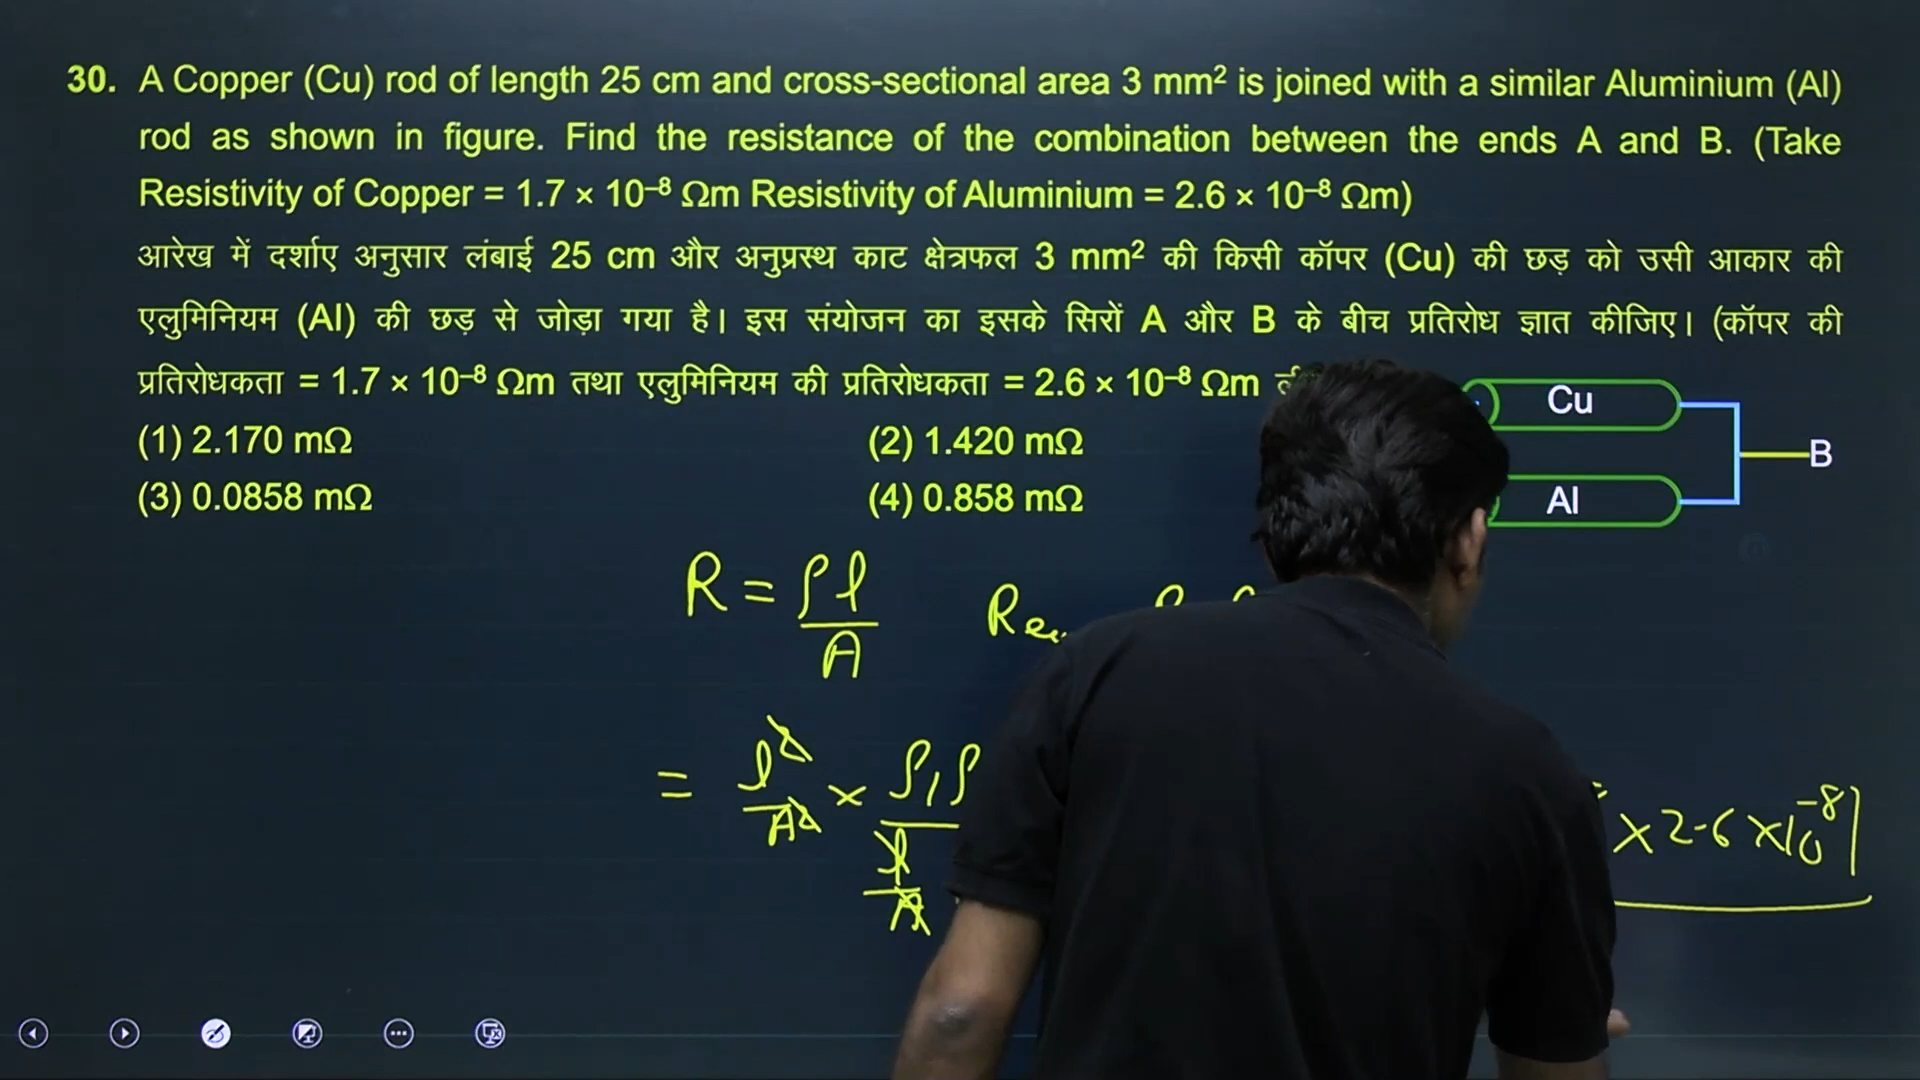 30. A Copper (Cu) rod of length 25 cm and cross-sectional area 3 mm² is joined with a similar Aluminium (Al)
rod as shown in figure. Find the resistance of the combination between the ends A and B. (Take
Resistivity of Copper = 1.7 × 10⁻⁸ Ωm Resistivity of Aluminium = 2.6 × 10⁻⁸ Ωm)
आरेख में दर्शाए अनुसार लंबाई 25 cm और अनुप्रस्थ काट क्षेत्रफल 3 mm² की किसी कॉपर (Cu) की छड़ को उसी आकार की
एलुमिनियम (Al) की छड़ से जोड़ा गया है। इस संयोजन का इसके सिरों A और B के बीच प्रतिरोध ज्ञात कीजिए। (कॉपर की
प्रतिरोधकता = 1.7 × 10⁻⁸ Ωm तथा एलुमिनियम की प्रतिरोधकता = 2.6 × 10⁻⁸ Ωm
Cu
B
Al
(1) 2.170 mΩ (2) 1.420 mΩ
(3) 0.0858 mΩ (4) 0.858 mΩ
R = ρl/A
= l²/A² × ρ₁ρ
l/A
× 2.6 × 10⁻⁸